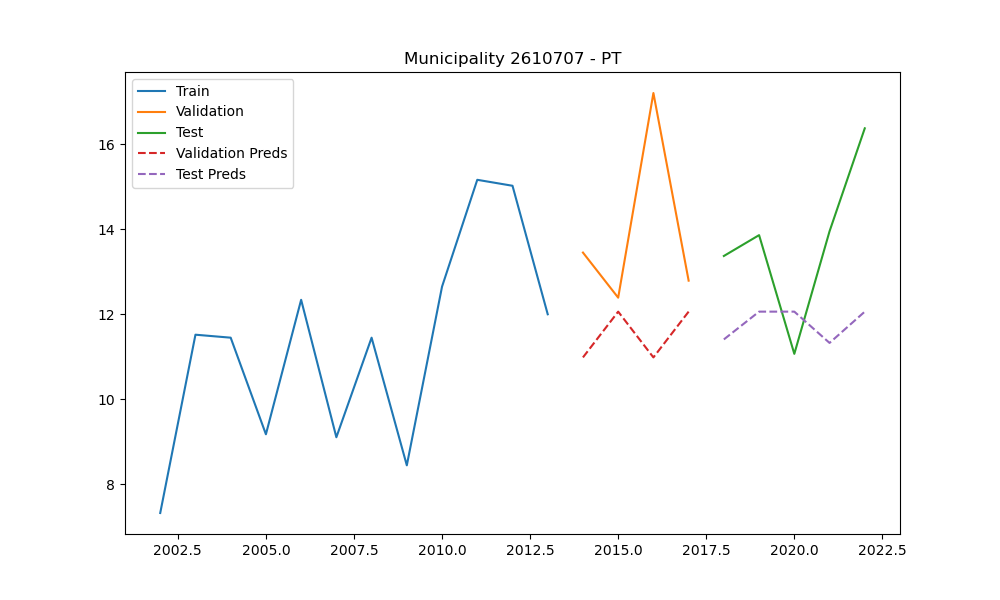 Municipality 2610707 - PT
Train
Validation
Test
Validation Preds
Test Preds
16
14
12
10
8
2002.5 2005.0 2007.5 2010.0 2012.5 2015.0 2017.5 2020.0 2022.5